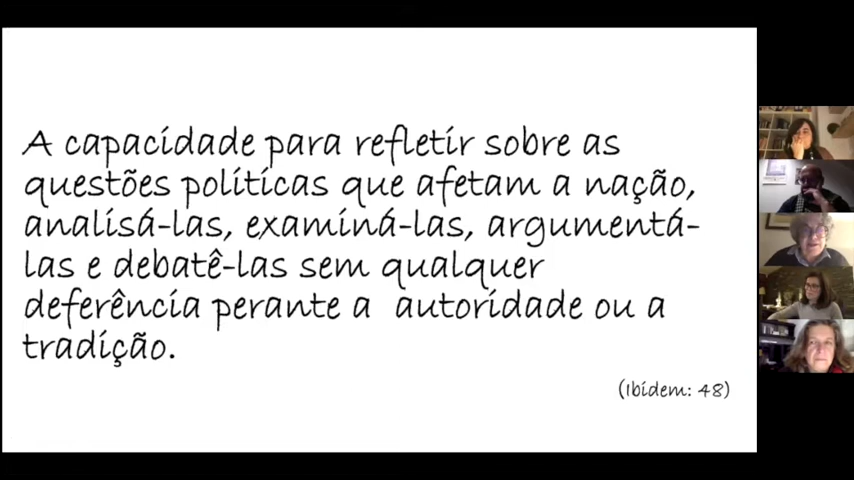 A capacidade para refletir sobre as
questões políticas que afetam a nação,
analisá-las, examiná-las, argumentá-
las e debatê-las sem qualquer
deferência perante a autoridade ou a
tradição.
(Ibidem: 48)